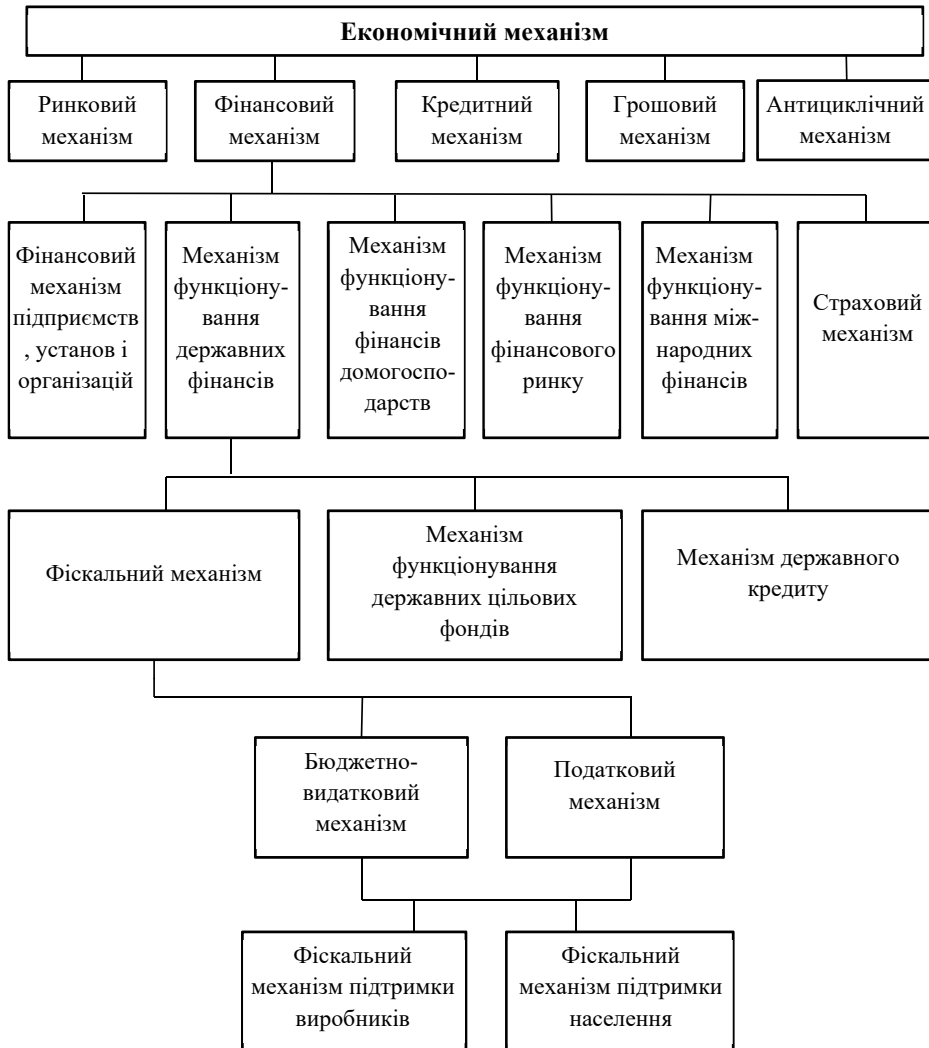 Економічний механізм
Ринковий
механізм
Фінансовий
механізм
Кредитний
механізм
Грошовий
механізм
Антициклічний
механізм
Фінансовий
механізм
підприємств
, установ і
організацій
Механізм
функціону-
вання
державних
фінансів
Механізм
функціону-
вання
фінансів
домогоспо-
дарств
Механізм
функціону-
вання
фінансового
ринку
Механізм
функціону-
вання між-
народних
фінансів
Страховий
механізм
Фіскальний механізм
Механізм
функціонування
державних цільових
фондів
Механізм державного
кредиту
Бюджетно-
видатковий
механізм
Податковий
механізм
Фіскальний
механізм підтримки
виробників
Фіскальний
механізм підтримки
населення